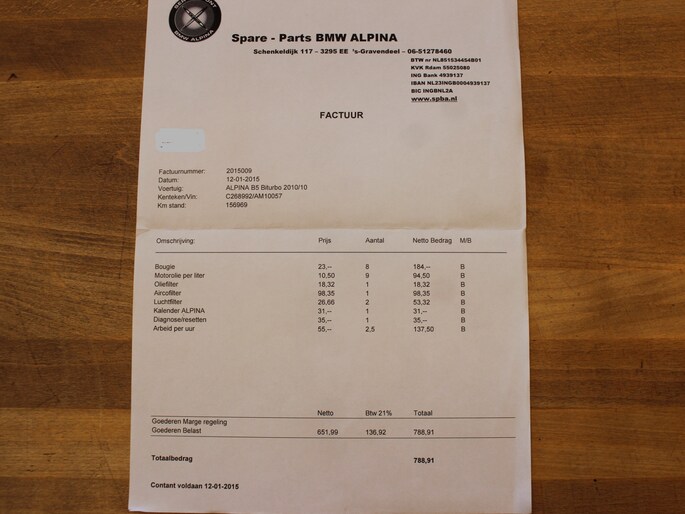 BMW ALPINA
Spare - Parts BMW ALPINA
Schenkeldijk 117 – 3295 EE 's-Gravendeel – 06-51278460
BTW nr NL851534454B01
KVK Rdam 55025080
ING Bank 4939137
IBAN NL23INGB0004939137
BIC INGBNL2A
www.spba.nl
FACTUUR
Factuurnummer: 2015009
Datum: 12-01-2015
Voertuig: ALPINA B5 Biturbo 2010/10
Kenteken/Vin: C268992/AM10057
Km stand: 156969
Omschrijving: Prijs Aantal Netto Bedrag M/B
Bougie 23,-- 8 184,-- B
Motorolie per liter 10,50 9 94,50 B
Oliefilter 18,32 1 18,32 B
Aircofilter 98,35 1 98,35 B
Luchtfilter 26,66 2 53,32 B
Kalender ALPINA 31,-- 1 31,-- B
Diagnose/resetten 35,-- 1 35,-- B
Arbeid per uur 55,-- 2,5 137,50 B
Netto Btw 21% Totaal
Goederen Marge regeling
Goederen Belast 651,99 136,92 788,91
Totaalbedrag 788,91
Contant voldaan 12-01-2015